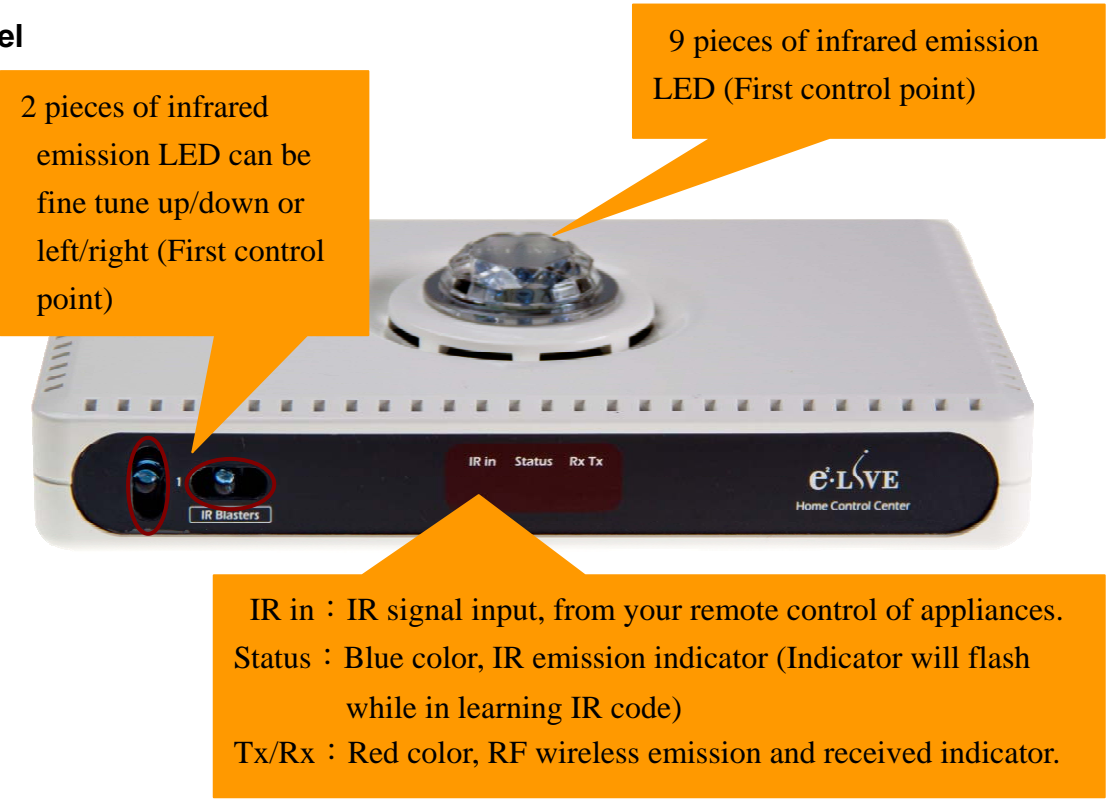 el
2 pieces of infrared
emission LED can be
fine tune up/down or
left/right (First control
point)
9 pieces of infrared emission
LED (First control point)
1
IR Blasters
IR in Status Rx Tx
e²·LIVE
Home Control Center
IR in：IR signal input, from your remote control of appliances.
Status：Blue color, IR emission indicator (Indicator will flash
while in learning IR code)
Tx/Rx：Red color, RF wireless emission and received indicator.